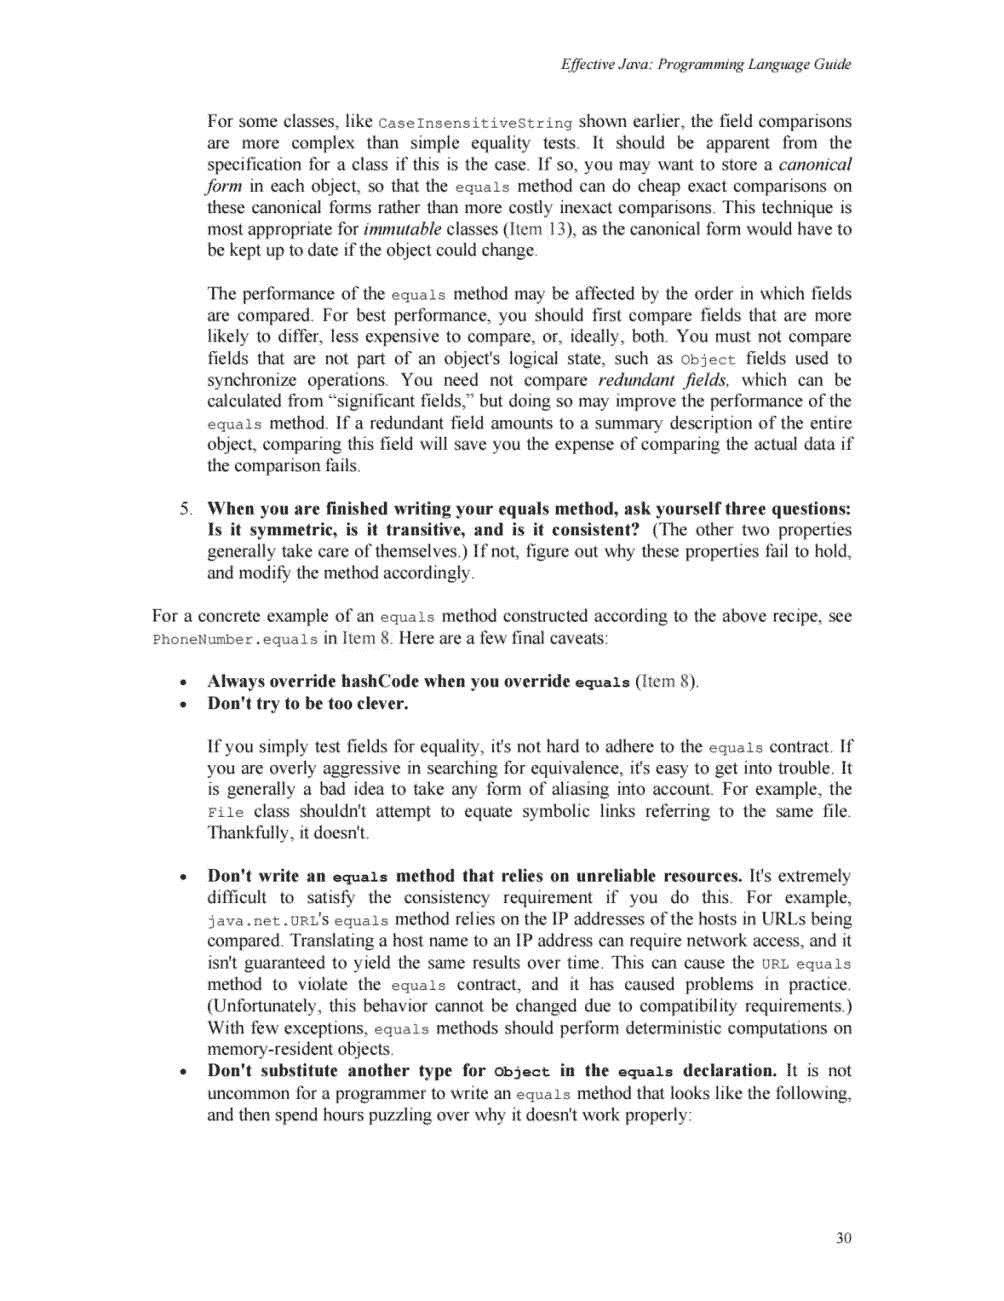 Effective Java: Programming Language Guide
For some classes, like CaseInsensitiveString shown earlier, the field comparisons
are more complex than simple equality tests. It should be apparent from the
specification for a class if this is the case. If so, you may want to store a canonical
form in each object, so that the equals method can do cheap exact comparisons on
these canonical forms rather than more costly inexact comparisons. This technique is
most appropriate for immutable classes (Item 13), as the canonical form would have to
be kept up to date if the object could change.
The performance of the equals method may be affected by the order in which fields
are compared. For best performance, you should first compare fields that are more
likely to differ, less expensive to compare, or, ideally, both. You must not compare
fields that are not part of an object's logical state, such as Object fields used to
synchronize operations. You need not compare redundant fields, which can be
calculated from “significant fields,” but doing so may improve the performance of the
equals method. If a redundant field amounts to a summary description of the entire
object, comparing this field will save you the expense of comparing the actual data if
the comparison fails.
5. When you are finished writing your equals method, ask yourself three questions:
Is it symmetric, is it transitive, and is it consistent? (The other two properties
generally take care of themselves.) If not, figure out why these properties fail to hold,
and modify the method accordingly.
For a concrete example of an equals method constructed according to the above recipe, see
PhoneNumber.equals in Item 8. Here are a few final caveats:
• Always override hashCode when you override equals (Item 8).
• Don't try to be too clever.
If you simply test fields for equality, it's not hard to adhere to the equals contract. If
you are overly aggressive in searching for equivalence, it's easy to get into trouble. It
is generally a bad idea to take any form of aliasing into account. For example, the
File class shouldn't attempt to equate symbolic links referring to the same file.
Thankfully, it doesn't.
• Don't write an equals method that relies on unreliable resources. It's extremely
difficult to satisfy the consistency requirement if you do this. For example,
java.net.URL's equals method relies on the IP addresses of the hosts in URLs being
compared. Translating a host name to an IP address can require network access, and it
isn't guaranteed to yield the same results over time. This can cause the URL equals
method to violate the equals contract, and it has caused problems in practice.
(Unfortunately, this behavior cannot be changed due to compatibility requirements.)
With few exceptions, equals methods should perform deterministic computations on
memory-resident objects.
• Don't substitute another type for Object in the equals declaration. It is not
uncommon for a programmer to write an equals method that looks like the following,
and then spend hours puzzling over why it doesn't work properly:
30